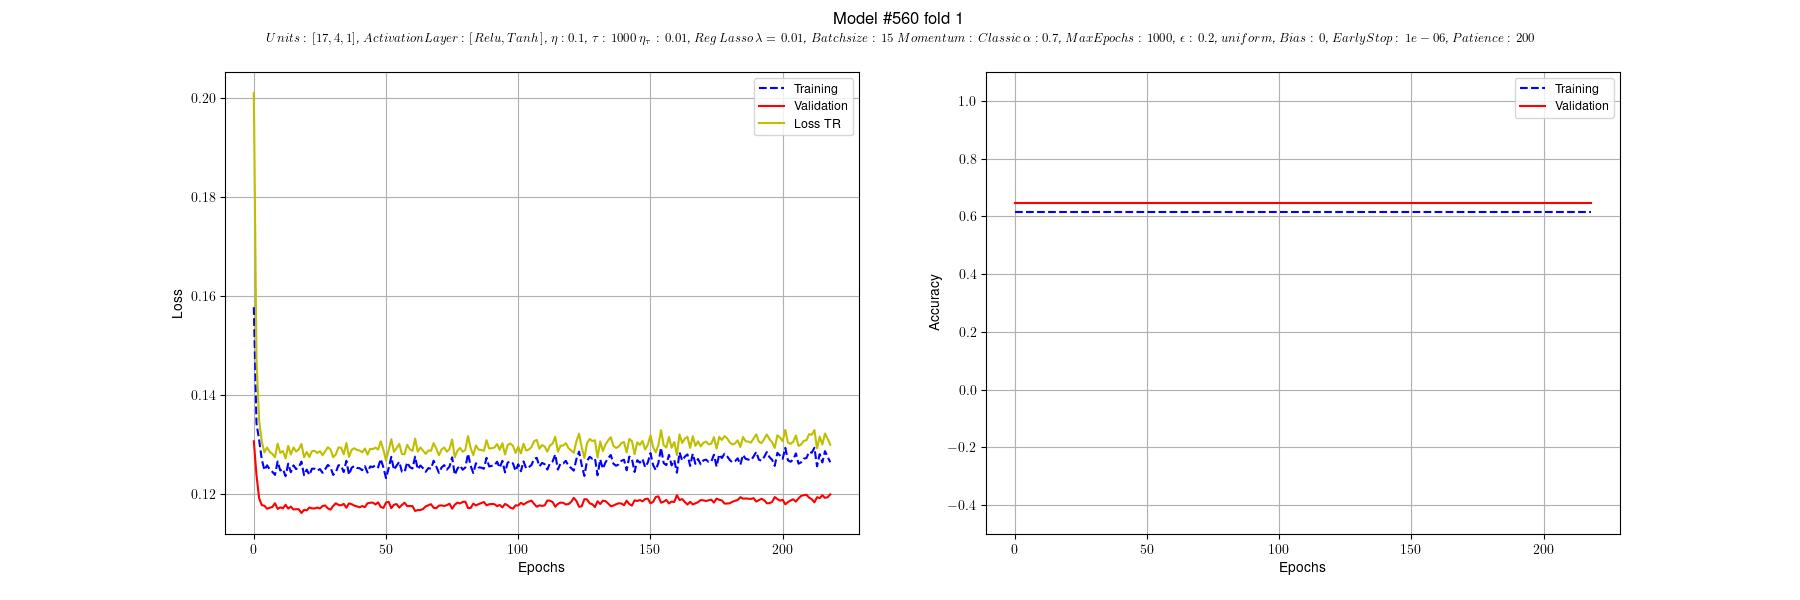 Model #560 fold 1
Units : [17, 4, 1], ActivationLayer : [Relu, Tanh], η : 0.1, τ : 1000 η_τ : 0.01, Reg Lasso λ = 0.01, Batchsize : 15 Momentum : Classic α : 0.7, MaxEpochs : 1000, ϵ : 0.2, uniform, Bias : 0, EarlyStop : 1e − 06, Patience : 200
Training
Validation
Loss TR
0.20
0.18
0.16
0.14
0.12
Loss
0
50
100
150
200
Epochs
Training
Validation
1.0
0.8
0.6
0.4
0.2
0.0
−0.2
−0.4
Accuracy
0
50
100
150
200
Epochs